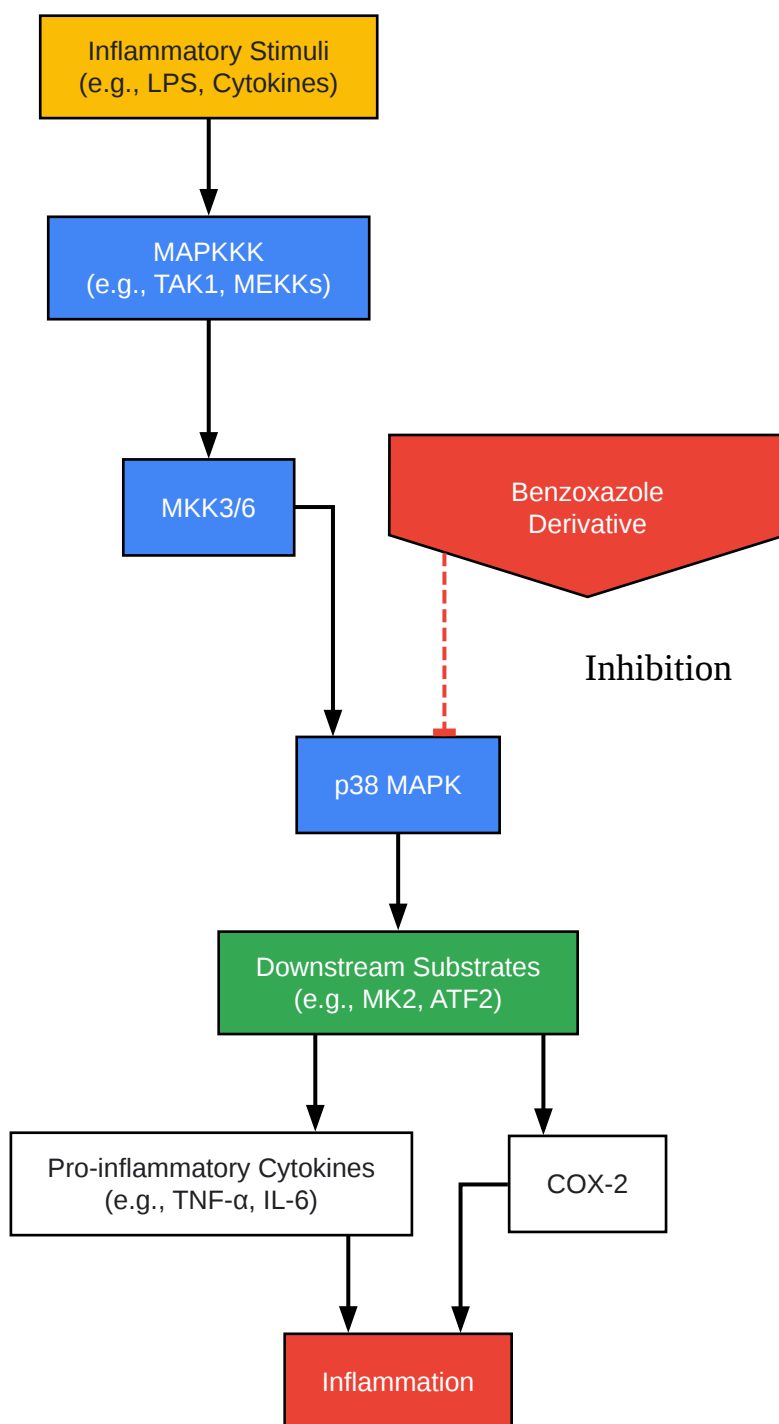 Inflammatory Stimuli
(e.g., LPS, Cytokines)
MAPKKK
(e.g., TAK1, MEKKs)
MKK3/6
Benzoxazole
Derivative
Inhibition
p38 MAPK
Downstream Substrates
(e.g., MK2, ATF2)
Pro-inflammatory Cytokines
(e.g., TNF-α, IL-6)
COX-2
Inflammation